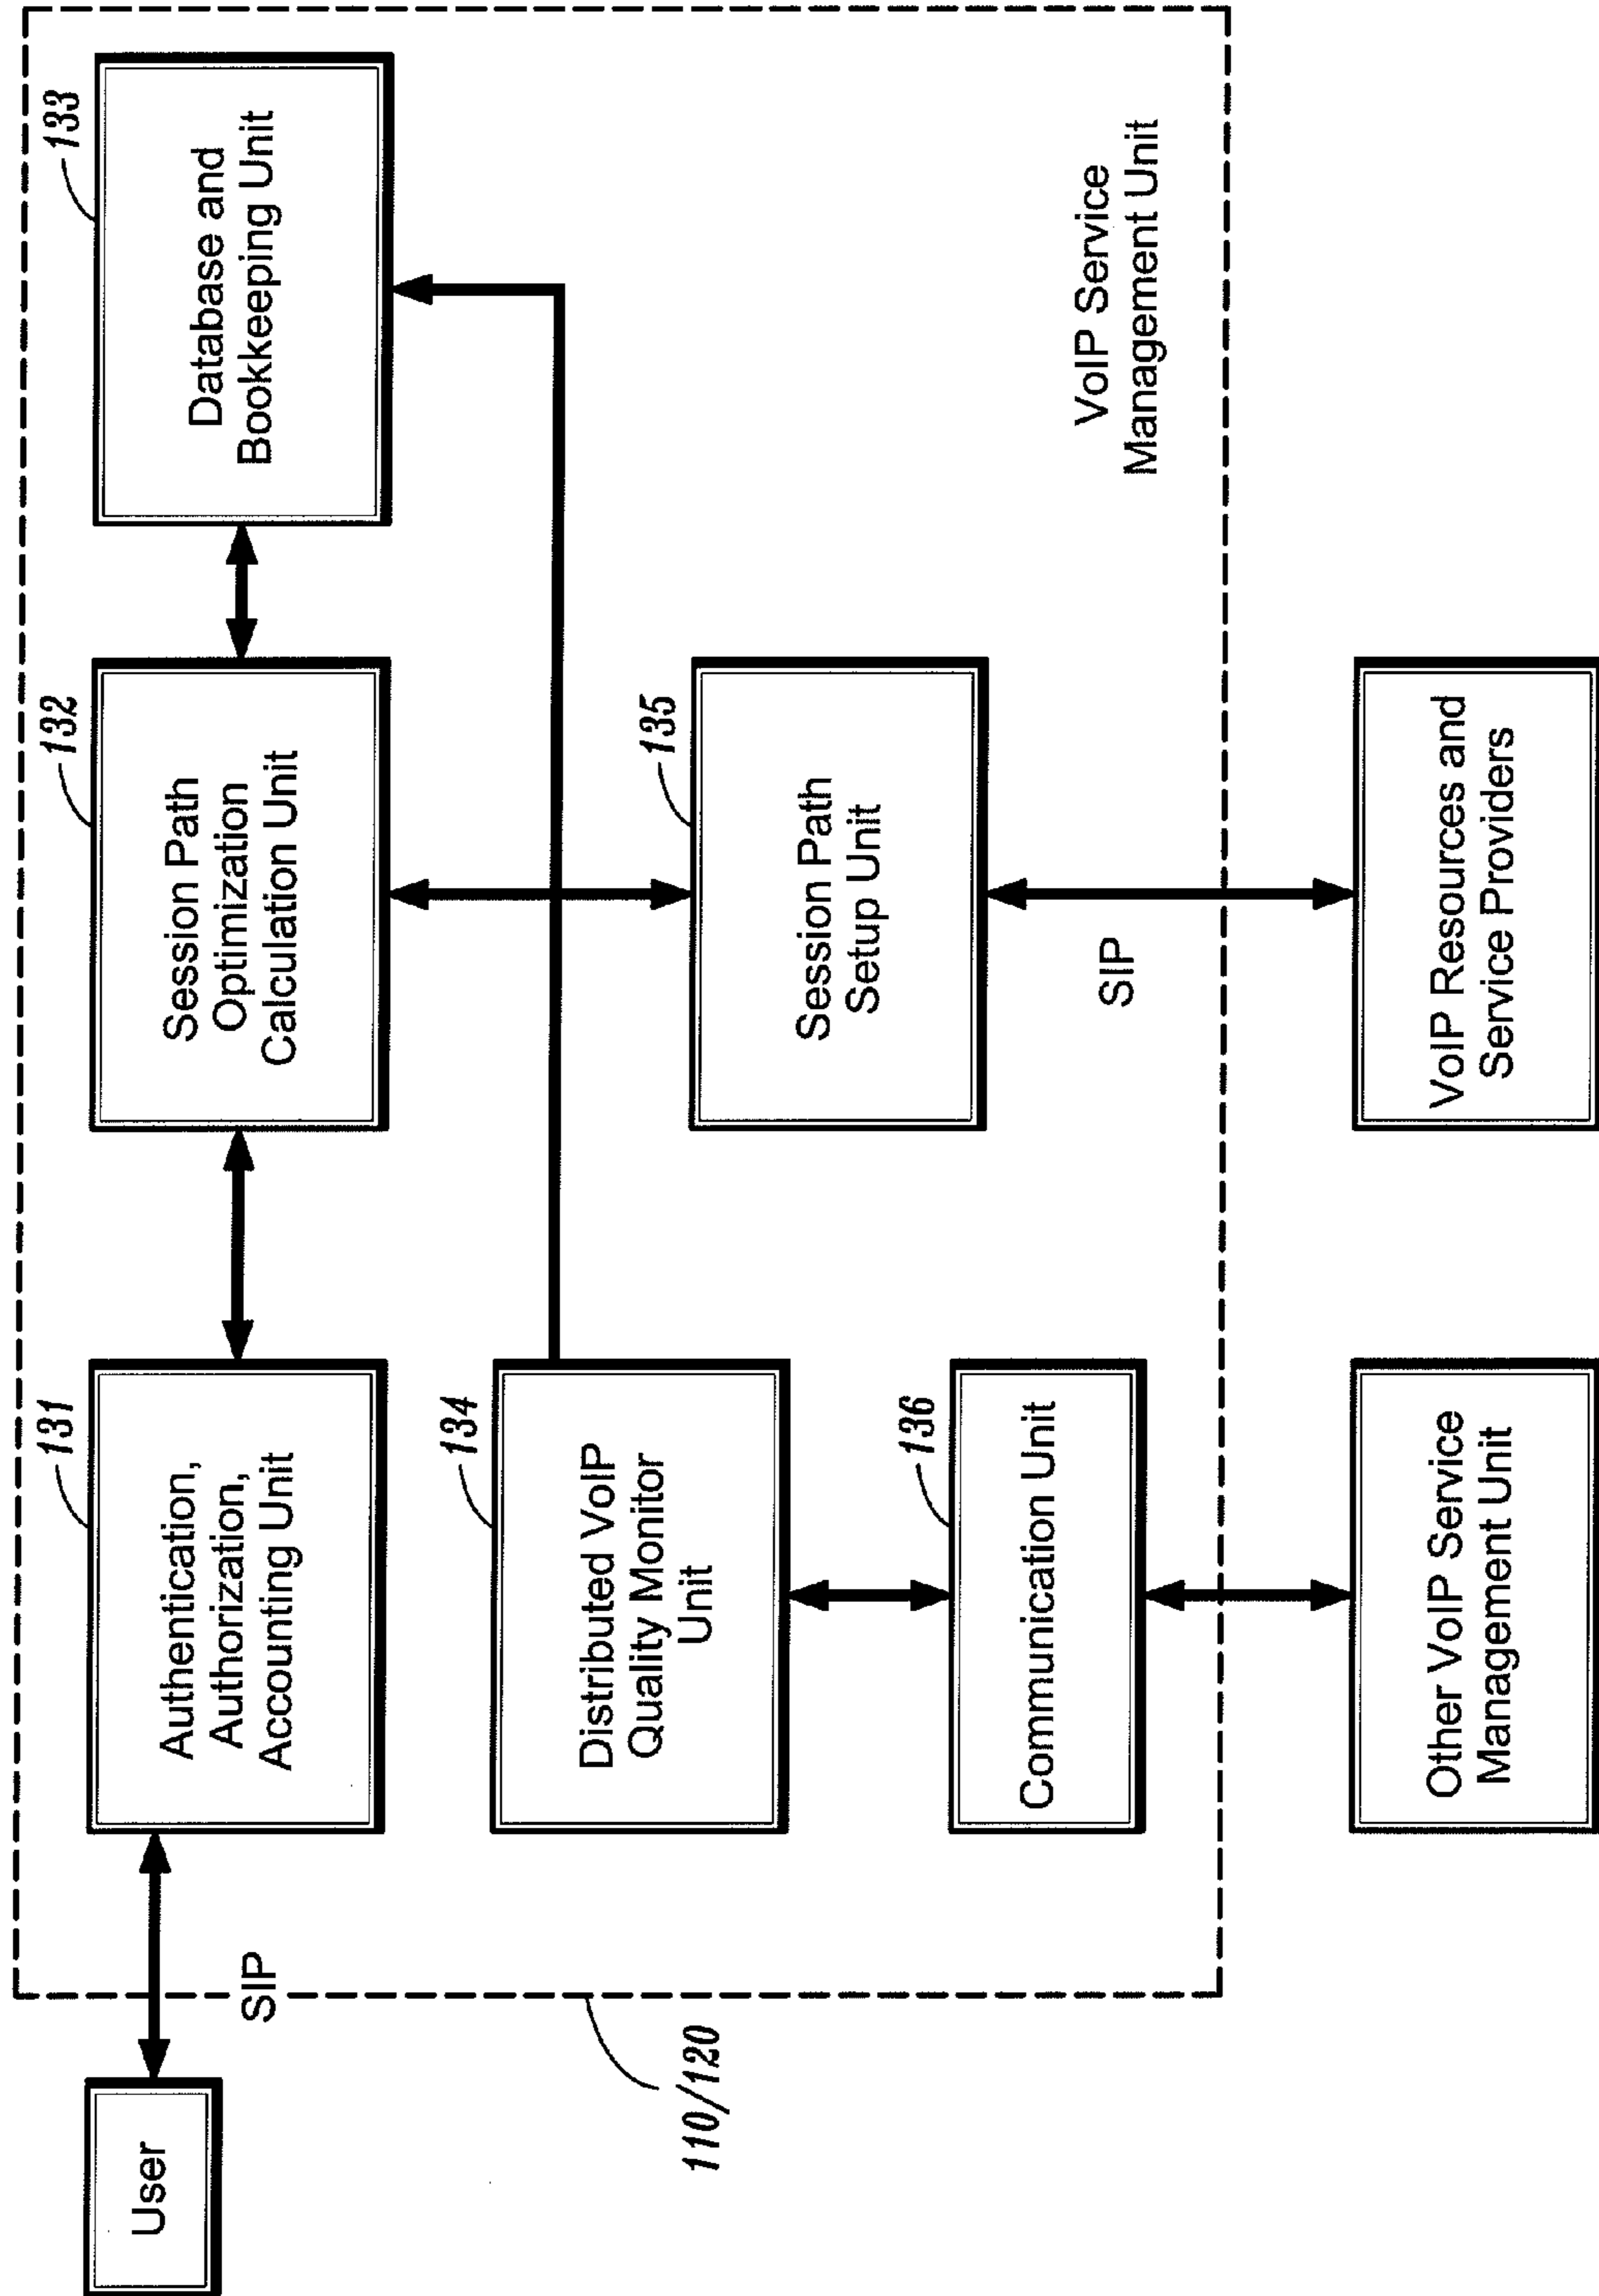 131
132
133
User
SIP
Authentication,
Authorization,
Accounting Unit
Session Path
Optimization
Calculation Unit
Database and
Bookkeeping Unit
134
135
Distributed VoIP
Quality Monitor
Unit
Session Path
Setup Unit
110/120
136
Communication Unit
SIP
VoIP Service
Management Unit
Other VoIP Service
Management Unit
VoIP Resources and
Service Providers